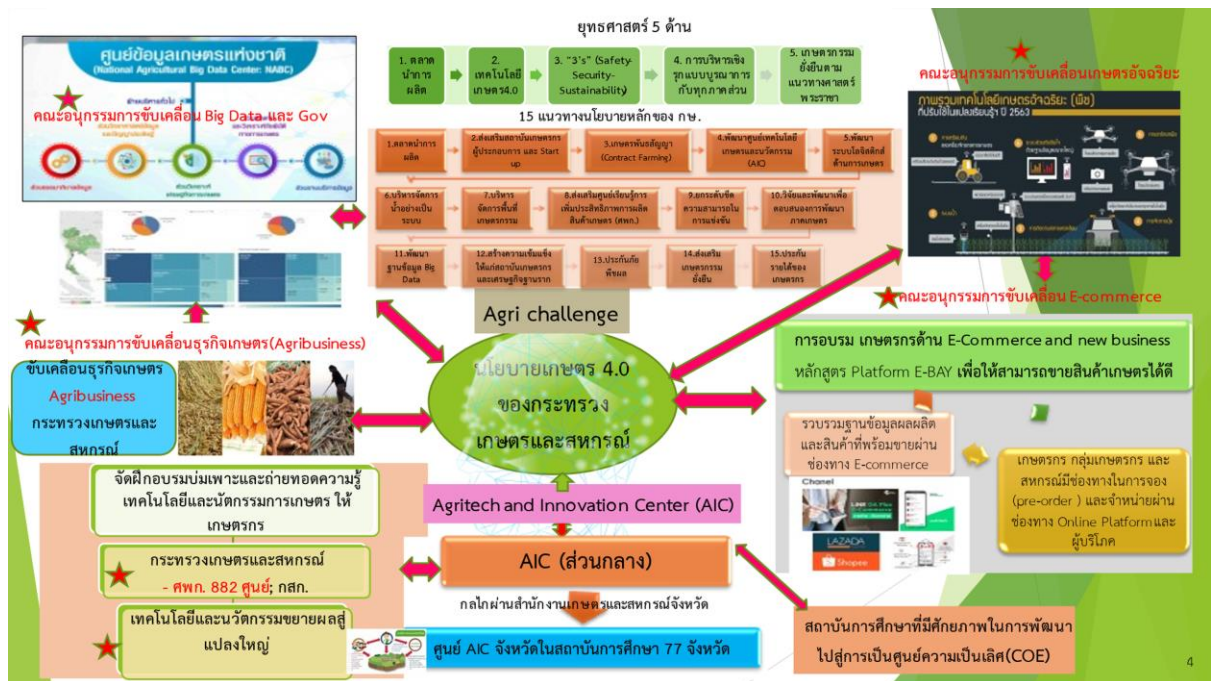 ยุทธศาสตร์ 5 ด้าน
1. ตลาด
นำการ
ผลิต
2.
เทคโนโลยี
เกษตร4.0
3. "3's" (Safety-
Security-
Sustainability)
4. การบริหารเชิง
รุกแบบบูรณาการ
กับทุกภาคส่วน
5. เกษตรกรรม
ยั่งยืนตาม
แนวทางศาสตร์
พระราชา
15 แนวทางนโยบายหลักของ กษ.
1.ตลาดนำการ
ผลิต
2.ส่งเสริมสถาบันเกษตรกร
ผู้ประกอบการ และ Start
up
3.เกษตรพันธสัญญา
(Contract Farming)
4.พัฒนาศูนย์เทคโนโลยี
เกษตรและนวัตกรรม
(AIC)
5.พัฒนา
ระบบโลจิสติกส์
ด้านการเกษตร
6.บริหารจัดการ
น้ำอย่างเป็น
ระบบ
7.บริหาร
จัดการพื้นที่
เกษตรกรรม
8.ส่งเสริมศูนย์เรียนรู้การ
เพิ่มประสิทธิภาพการผลิต
สินค้าเกษตร (ศพก.)
9.ยกระดับขีด
ความสามารถใน
การแข่งขัน
10.วิจัยและพัฒนาเพื่อ
ตอบสนองการพัฒนา
ภาคเกษตร
11.พัฒนา
ฐานข้อมูล Big
Data
12.สร้างความเข้มแข็ง
ให้แก่สถาบันเกษตรกร
และเศรษฐกิจฐานราก
13.ประกันภัย
พืชผล
14.ส่งเสริม
เกษตรกรรม
ยั่งยืน
15.ประกัน
รายได้ของ
เกษตรกร
ศูนย์ข้อมูลเกษตรแห่งชาติ
(National Agricultural Big Data Center: NABC)
คณะอนุกรรมการขับเคลื่อน Big Data และ Gov
คณะอนุกรรมการขับเคลื่อนเกษตรอัจฉริยะ
ภาพรวมเทคโนโลยีเกษตรอัจฉริยะ (พืช)
ที่ปรับใช้ในแปลงเรียนรู้ ปี 2563
คณะอนุกรรมการขับเคลื่อน E-commerce
การอบรม เกษตรกรด้าน E-Commerce and new business
หลักสูตร Platform E-BAY เพื่อให้สามารถขายสินค้าเกษตรได้ดี
รวบรวมฐานข้อมูลผลผลิต
และสินค้าที่พร้อมขายผ่าน
ช่องทาง E-commerce
Chanel
LAZADA
Shopee
เกษตรกร กลุ่มเกษตรกร และ
สหกรณ์มีช่องทางในการจอง
(pre-order ) และจำหน่ายผ่าน
ช่องทาง Online Platform และ
ผู้บริโภค
คณะอนุกรรมการขับเคลื่อนธุรกิจเกษตร(Agribusiness)
ขับเคลื่อนธุรกิจเกษตร
Agribusiness
กระทรวงเกษตรและ
สหกรณ์
Agri challenge
นโยบายเกษตร 4.0
ของกระทรวง
เกษตรและสหกรณ์
Agritech and Innovation Center (AIC)
AIC (ส่วนกลาง)
กลไกผ่านสำนักงานเกษตรและสหกรณ์จังหวัด
ศูนย์ AIC จังหวัดในสถาบันการศึกษา 77 จังหวัด
จัดฝึกอบรมบ่มเพาะและถ่ายทอดความรู้
เทคโนโลยีและนัตกรรมการเกษตร ให้
เกษตรกร
กระทรวงเกษตรและสหกรณ์
- ศพก. 882 ศูนย์; กสก.
เทคโนโลยีและนวัตกรรมขยายผลสู่
แปลงใหญ่
สถาบันการศึกษาที่มีศักยภาพในการพัฒนา
ไปสู่การเป็นศูนย์ความเป็นเลิศ(COE)
4